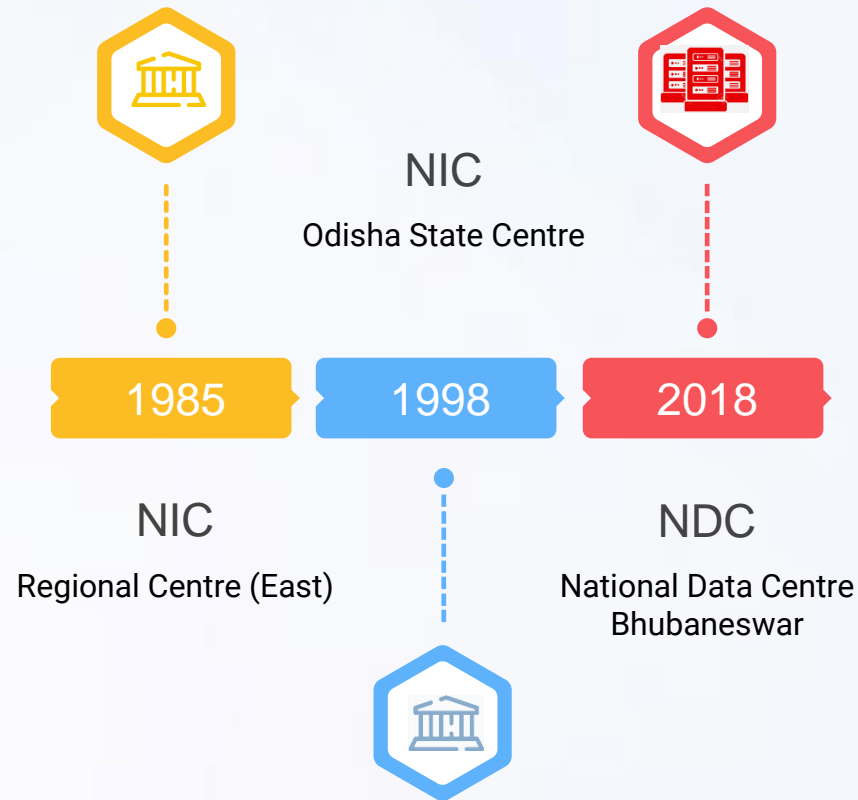 NIC
Odisha State Centre
1985
1998
2018
NIC
Regional Centre (East)
NDC
National Data Centre
Bhubaneswar